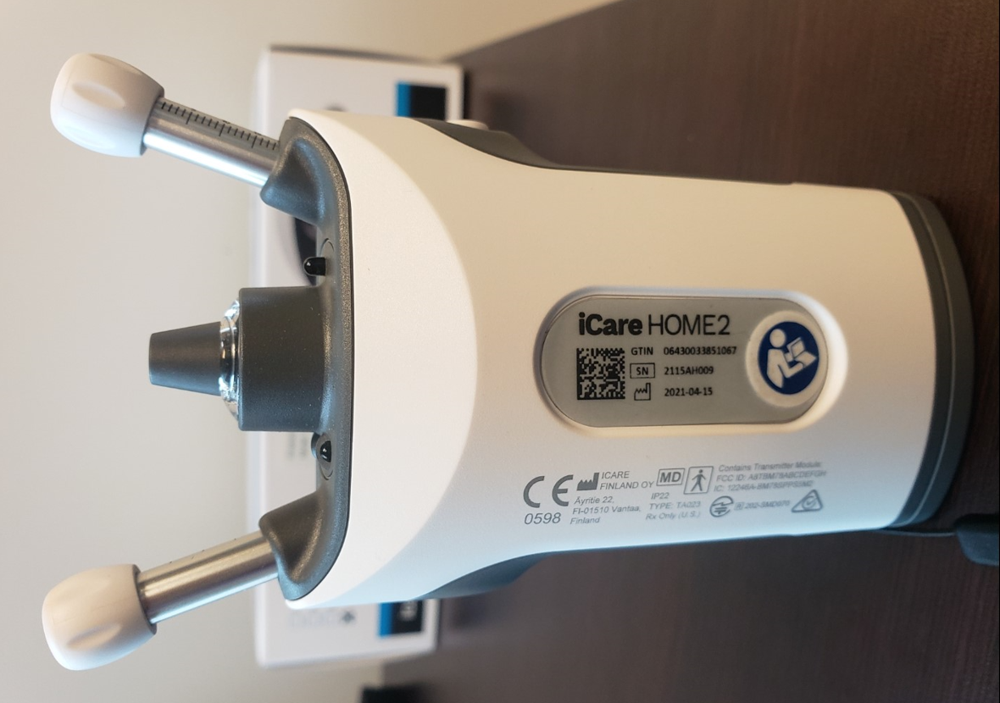 iCare HOME2
GTIN 06430033851067
SN 2115AH009
2021-04-15
CE
0598
ICARE
FINLAND OY
Äyritie 22,
FI-01510 Vantaa,
Finland
MD
IP22
TYPE: TA023
Rx Only (U.S.)
Contains Transmitter Module:
FCC ID: A8TBM78ABCDEFGH
IC: 12246A-BM78SPPS5M2
R 202-SMD070